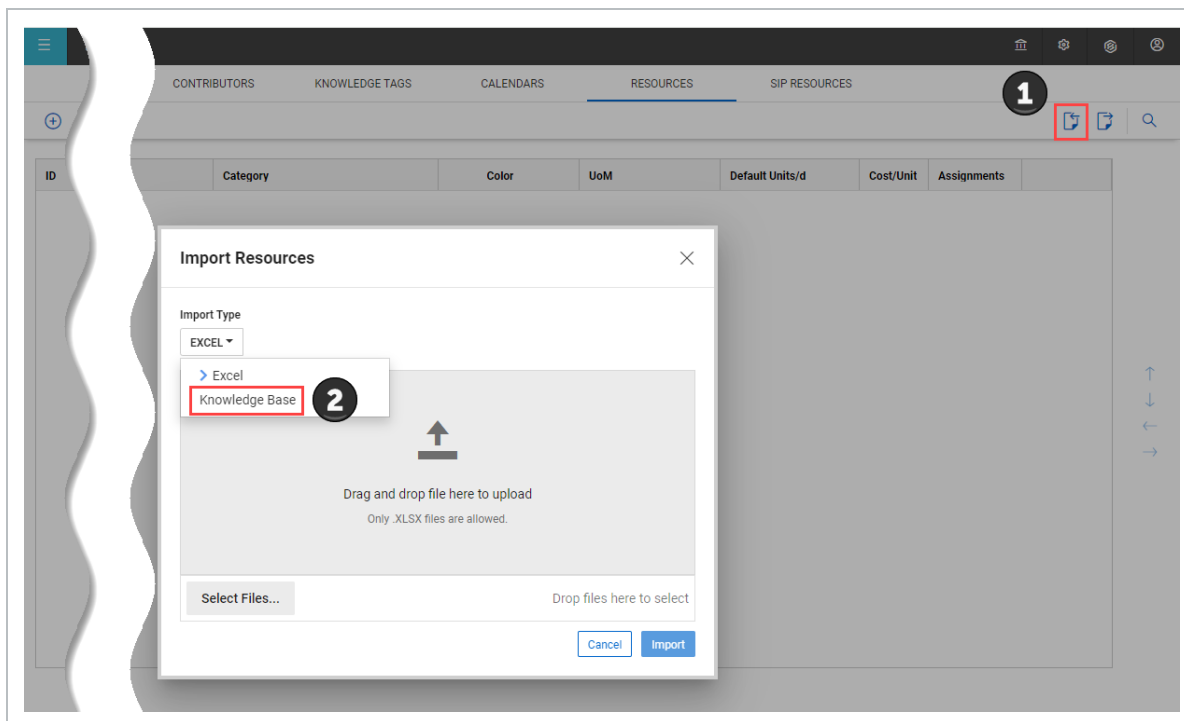 CONTRIBUTORS KNOWLEDGE TAGS CALENDARS RESOURCES SIP RESOURCES
1
ID Category Color UoM Default Units/d Cost/Unit Assignments
Import Resources
Import Type
EXCEL
Excel
Knowledge Base 2
Drag and drop file here to upload
Only .XLSX files are allowed.
Select Files... Drop files here to select
Cancel Import